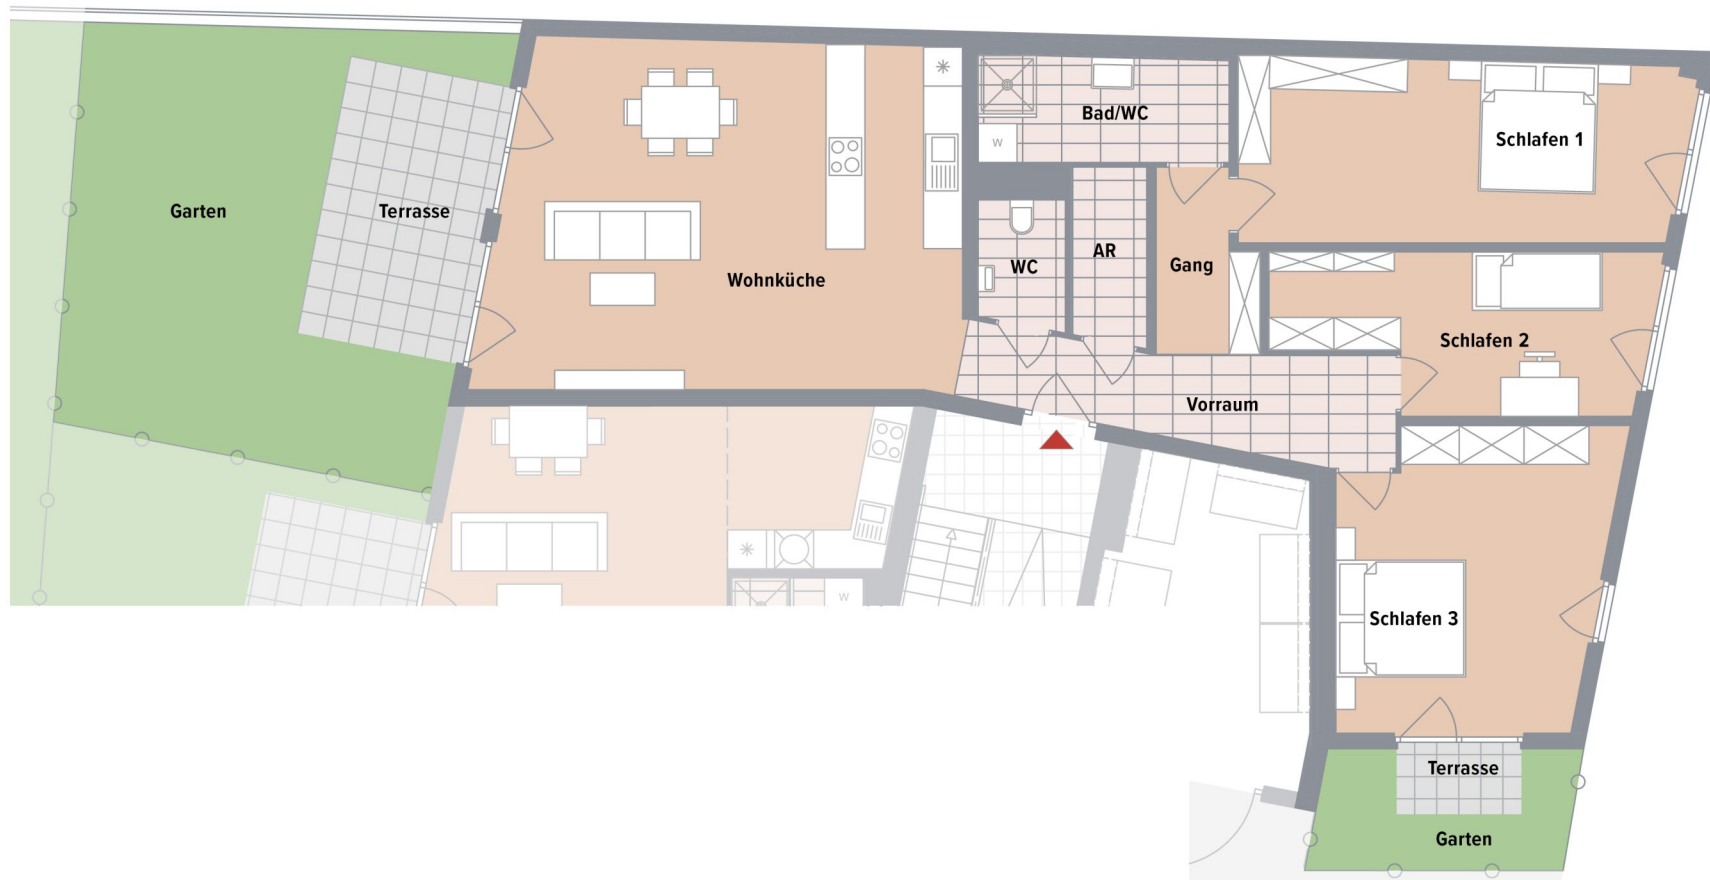 Bad/WC
Schlafen 1
Garten
Terrasse
W
WC
AR
Gang
Wohnküche
Schlafen 2
Vorraum
W
Schlafen 3
Terrasse
Garten